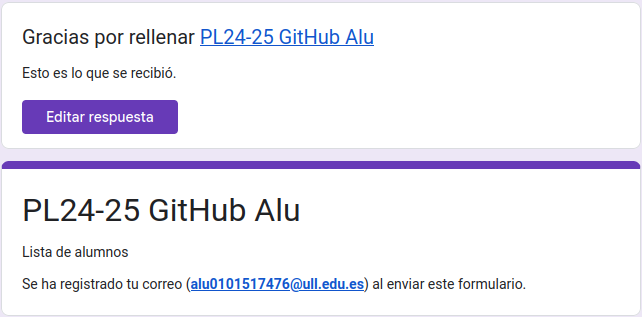 Gracias por rellenar PL24-25 GitHub Alu
Esto es lo que se recibió.
Editar respuesta
PL24-25 GitHub Alu
Lista de alumnos
Se ha registrado tu correo (alu0101517476@ull.edu.es) al enviar este formulario.